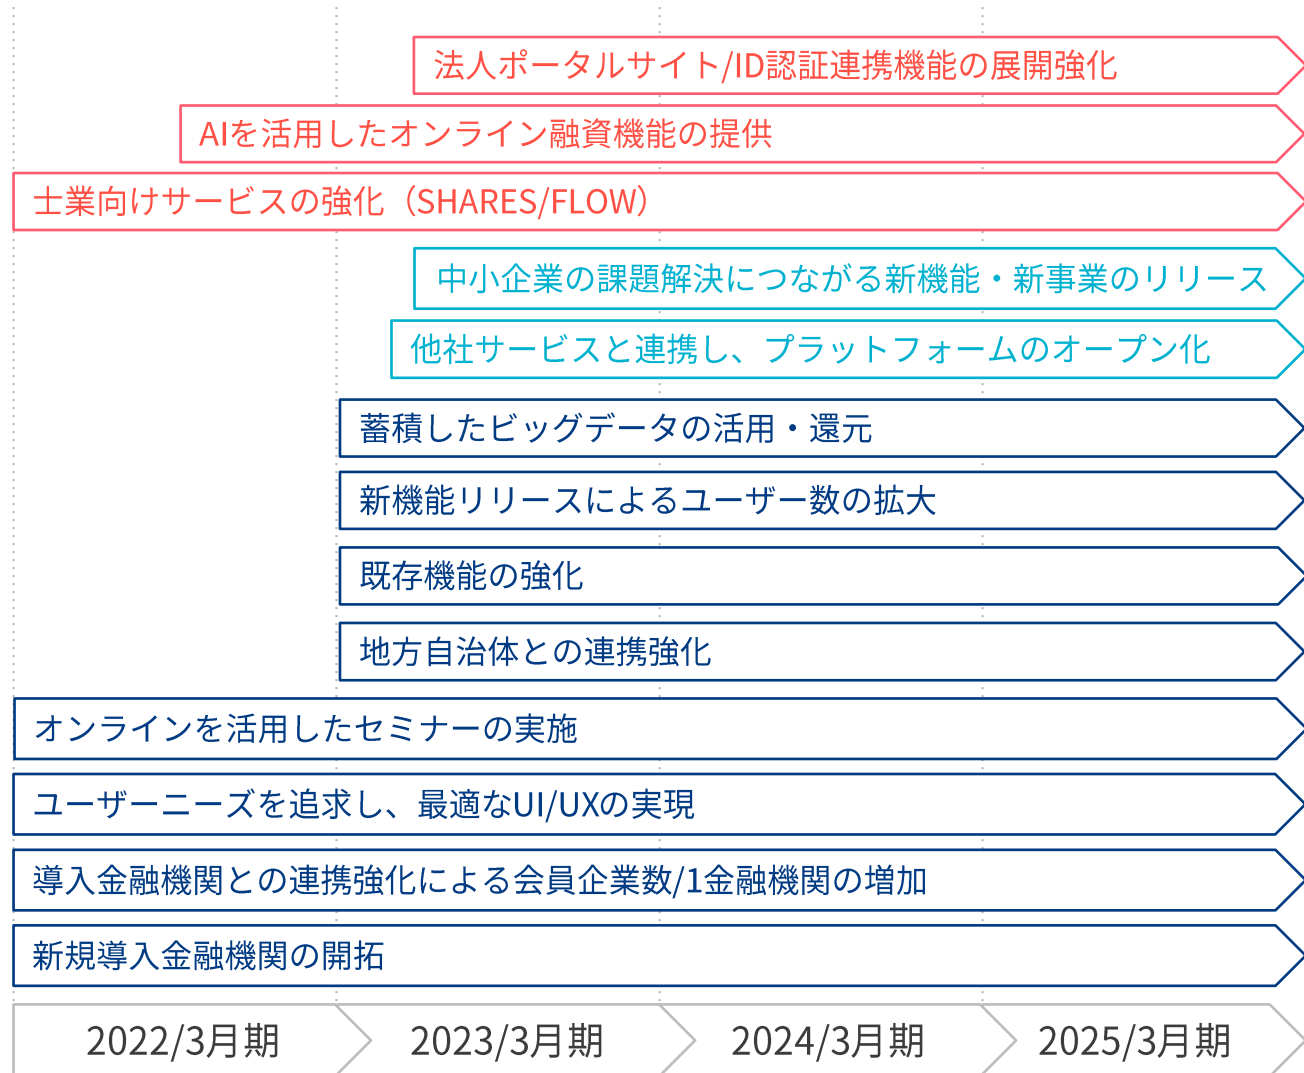 法人ポータルサイト/ID認証連携機能の展開強化
AIを活用したオンライン融資機能の提供
士業向けサービスの強化（SHARES/FLOW）
中小企業の課題解決につながる新機能・新事業のリリース
他社サービスと連携し、プラットフォームのオープン化
蓄積したビッグデータの活用・還元
新機能リリースによるユーザー数の拡大
既存機能の強化
地方自治体との連携強化
オンラインを活用したセミナーの実施
ユーザーニーズを追求し、最適なUI/UXの実現
導入金融機関との連携強化による会員企業数/1金融機関の増加
新規導入金融機関の開拓
2022/3月期
2023/3月期
2024/3月期
2025/3月期